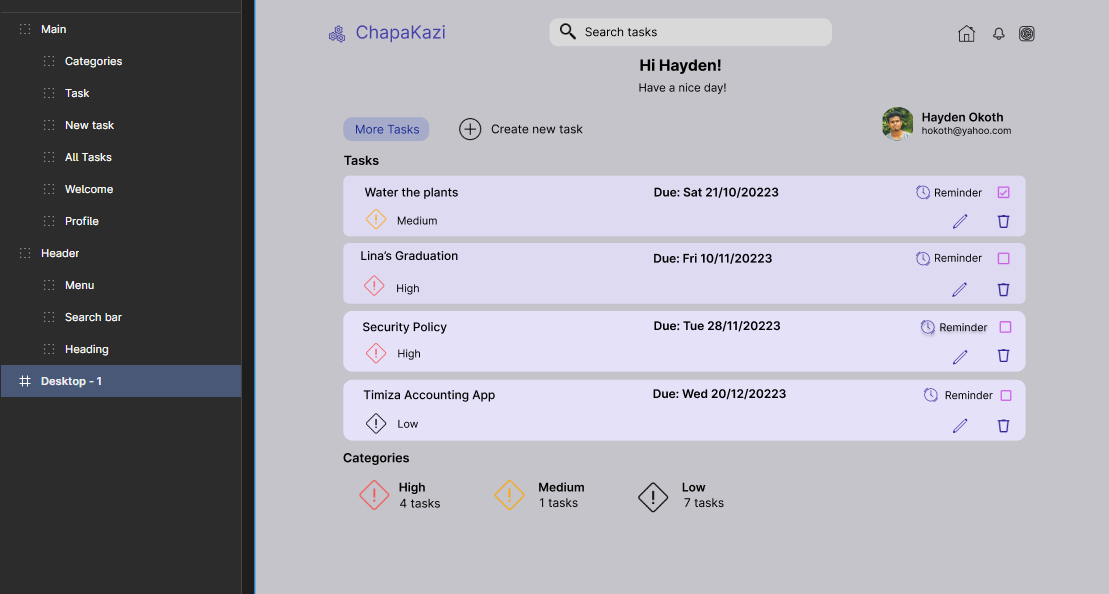 Main
Categories
Task
New task
All Tasks
Welcome
Profile
Header
Menu
Search bar
Heading
Desktop - 1
ChapaKazi
Search tasks
Hi Hayden!
Have a nice day!
More Tasks
Create new task
Hayden Okoth
hokoth@yahoo.com
Tasks
Water the plants
Due: Sat 21/10/20223
Reminder
Medium
Lina's Graduation
Due: Fri 10/11/20223
Reminder
High
Security Policy
Due: Tue 28/11/20223
Reminder
High
Timiza Accounting App
Due: Wed 20/12/20223
Reminder
Low
Categories
High
4 tasks
Medium
1 tasks
Low
7 tasks